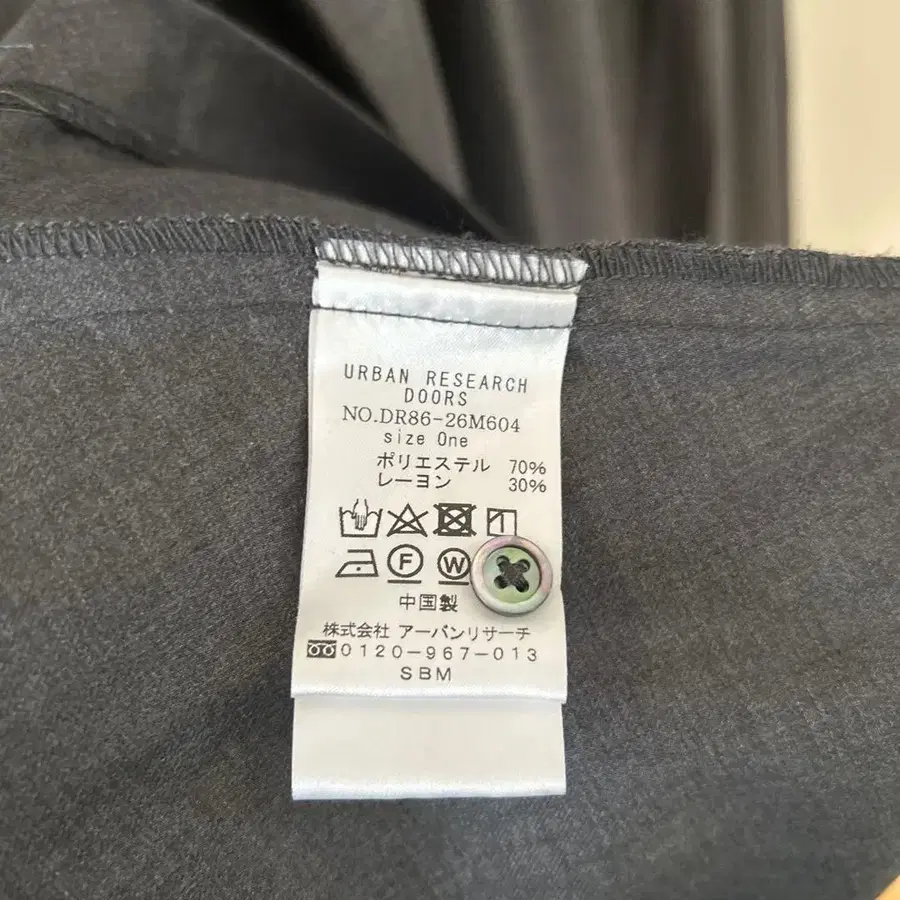 URBAN RESEARCH
DOORS
NO.DR86-26M604
size One
ポリエステル 70%
レーヨン 30%
F W
中国製
株式会社 アーバンリサーチ
0120-967-013
SBM